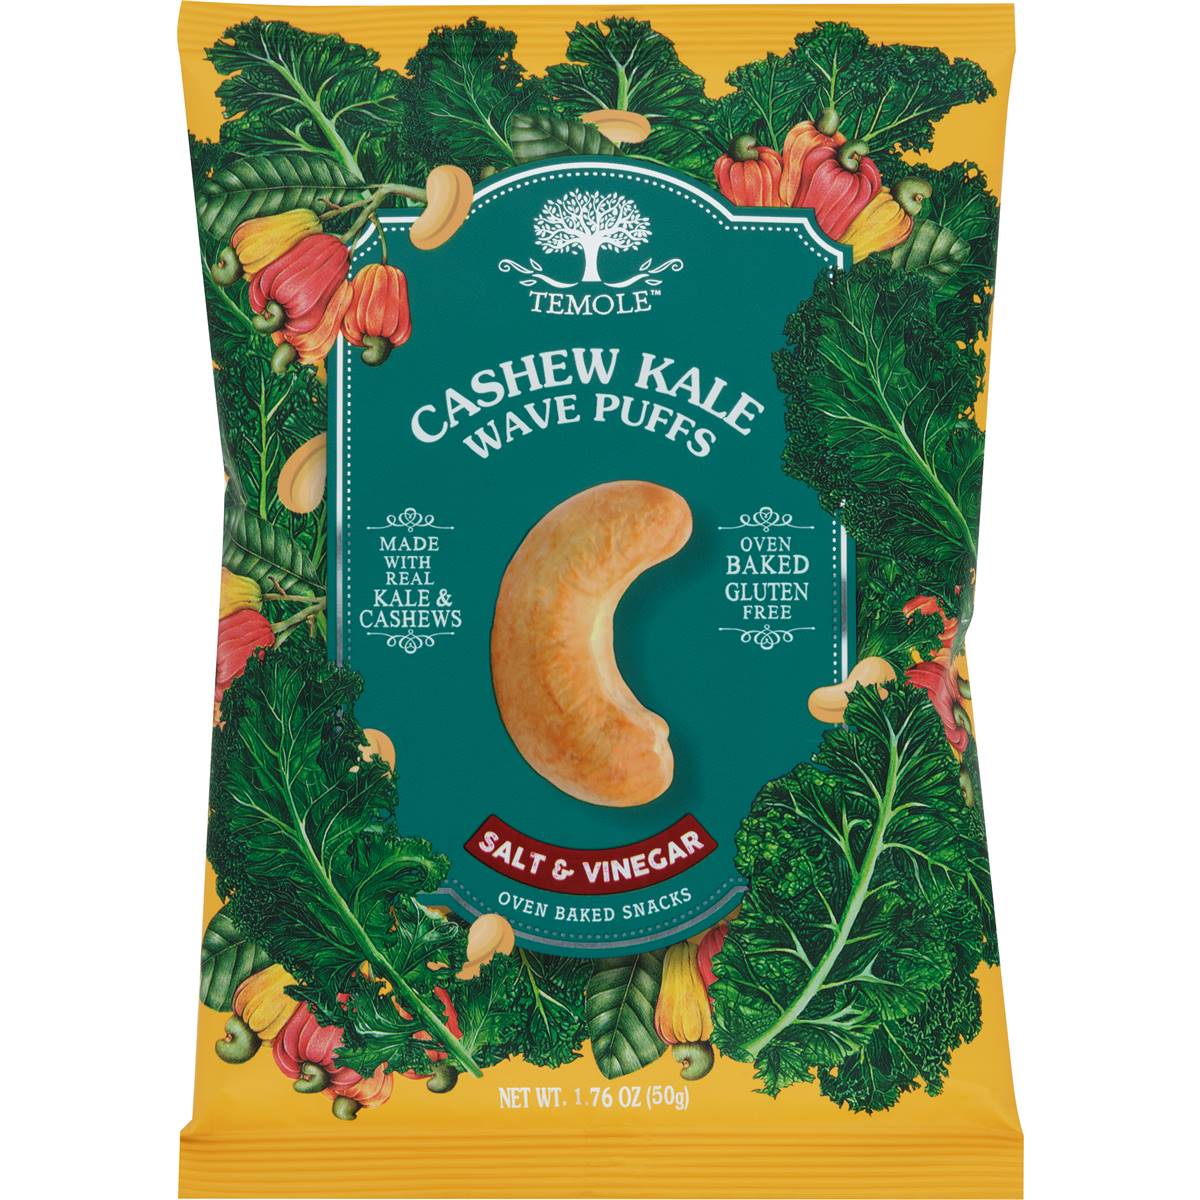 TEMOLE™
CASHEW KALE
WAVE PUFFS
MADE
WITH
REAL
KALE &
CASHEWS
OVEN
BAKED
GLUTEN
FREE
SALT & VINEGAR
OVEN BAKED SNACKS
NET WT. 1.76 OZ (50g)